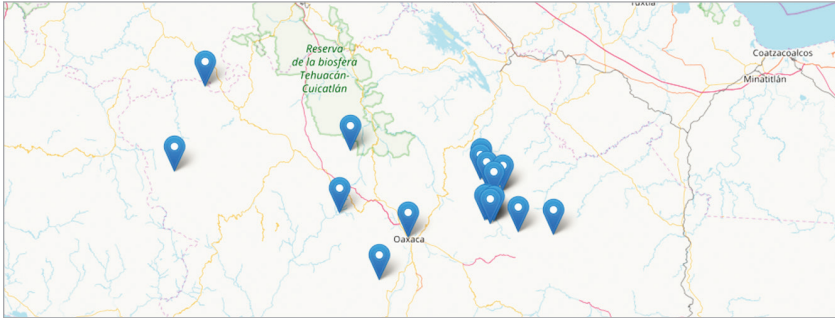 Tuxtla
Reserva
de la biosfera
Tehuacán-
Cuicatlán
Coatzacoalcos
Minatitlán
Oaxaca